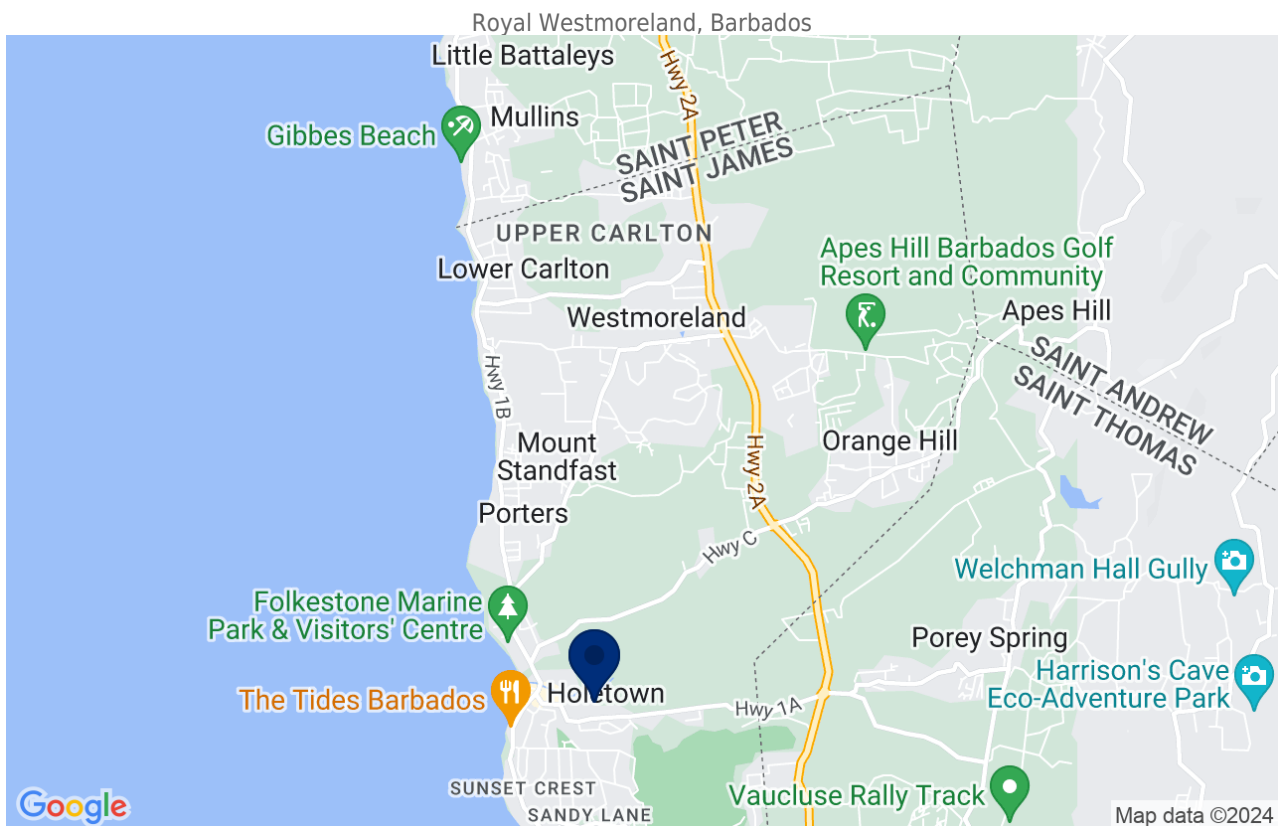 Royal Westmoreland, Barbados
Little Battaleys
Hwy 2A
Mullins
Gibbes Beach
SAINT PETER
SAINT JAMES
UPPER CARLTON
Lower Carlton
Apes Hill Barbados Golf
Resort and Community
Westmoreland
Apes Hill
Hwy 1B
SAINT ANDREW
SAINT THOMAS
Mount
Standfast
Hwy 2A
Orange Hill
Porters
Hwy C
Welchman Hall Gully
Folkestone Marine
Park & Visitors' Centre
Porey Spring
The Tides Barbados
Holetown
Hwy 1A
Harrison's Cave
Eco-Adventure Park
SUNSET CREST
SANDY LANE
Vaucluse Rally Track
Google
Map data ©2024